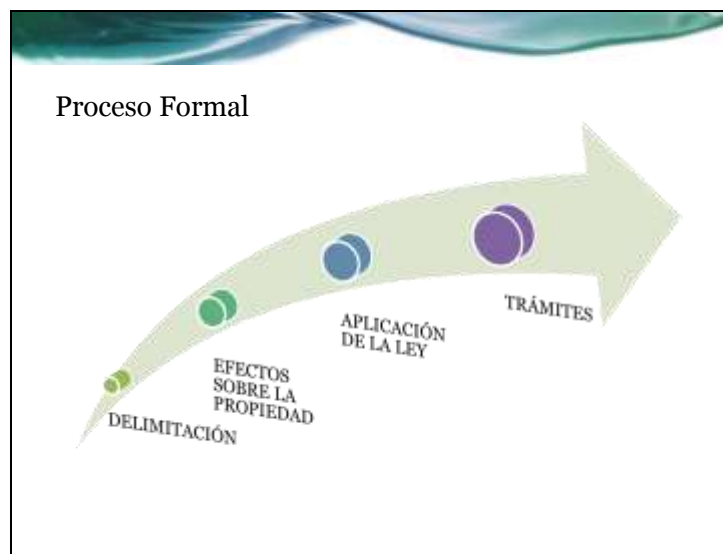 Proceso Formal
DELIMITACIÓN
EFECTOS
SOBRE LA
PROPIEDAD
APLICACIÓN
DE LA LEY
TRÁMITES